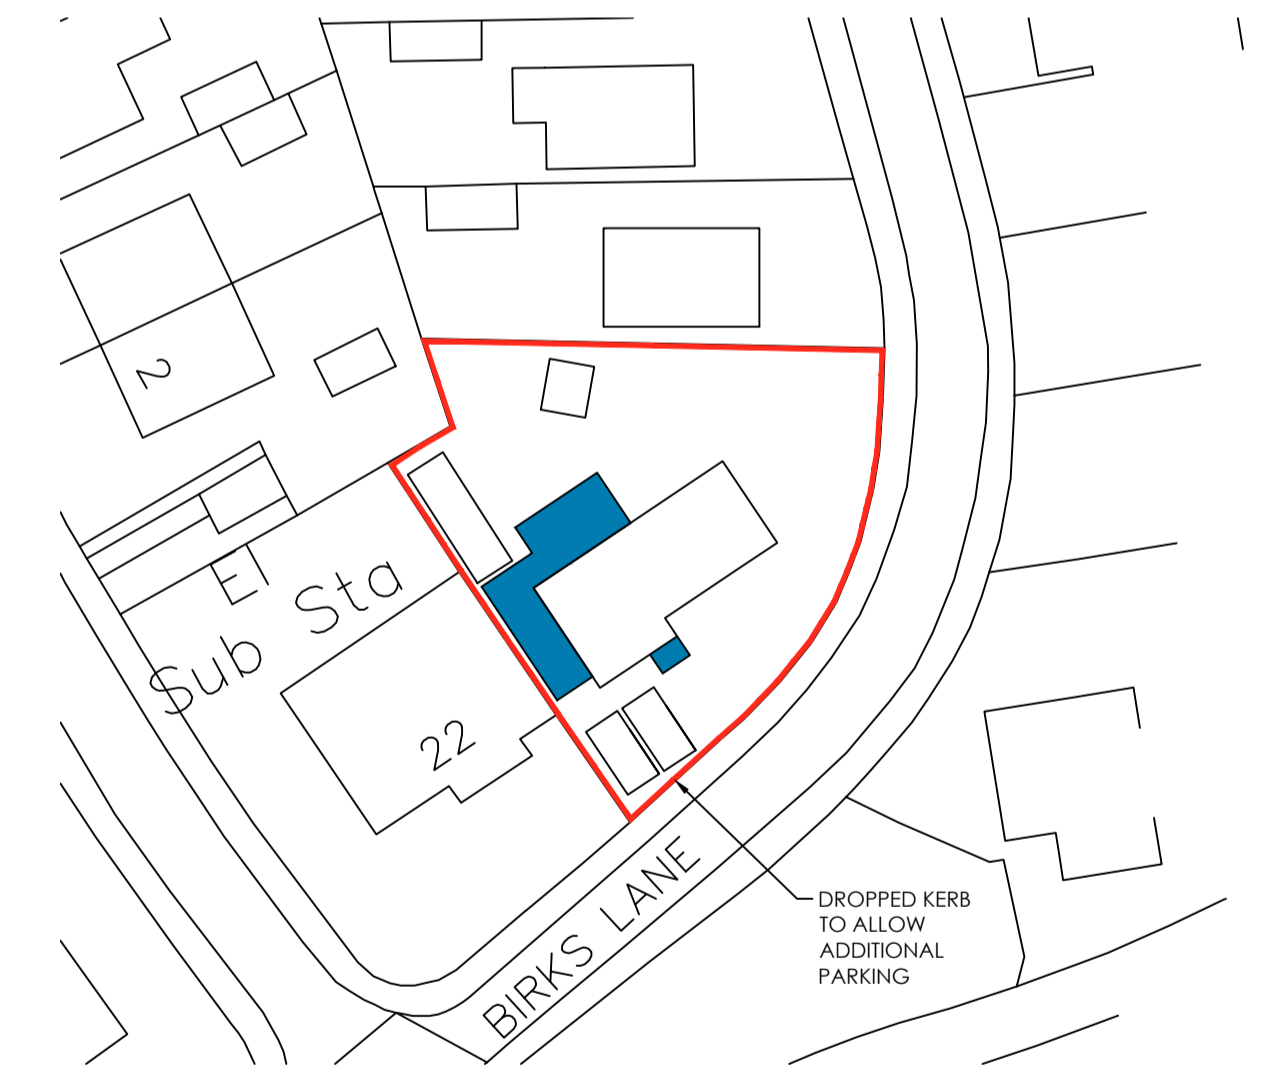 2
El
Sub Sta
22
BIRKS LANE
DROPPED KERB
TO ALLOW
ADDITIONAL
PARKING